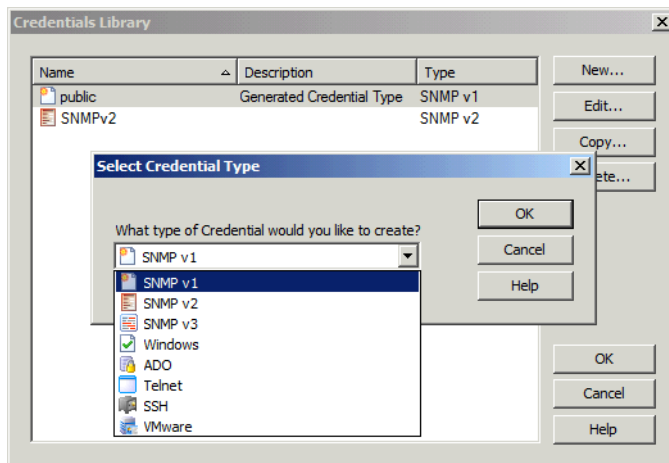 Credentials Library
Name Description Type
public Generated Credential Type SNMP v1
SNMPv2 SNMP v2
New...
Edit...
Copy...
ete...
Select Credential Type
What type of Credential would you like to create?
SNMP v1
SNMP v1
SNMP v2
SNMP v3
Windows
ADO
Telnet
SSH
VMware
OK
Cancel
Help
OK
Cancel
Help